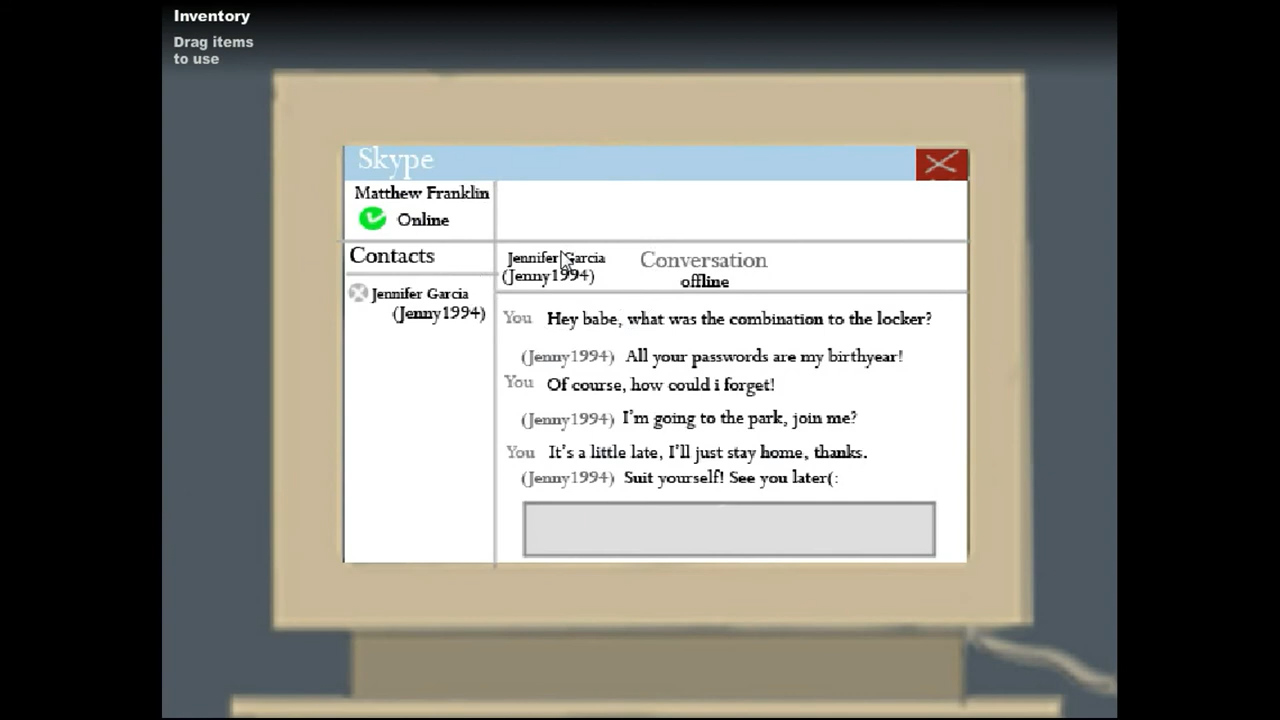 Inventory
Drag items
to use
Skype
Matthew Franklin
Online
Contacts
Jennifer Garcia
(Jenny1994)
Jennifer Garcia
(Jenny1994)
Conversation
offline
You Hey babe, what was the combination to the locker?
(Jenny1994) All your passwords are my birthyear!
You Of course, how could i forget!
(Jenny1994) I'm going to the park, join me?
You It's a little late, I'll just stay home, thanks.
(Jenny1994) Suit yourself! See you later(: